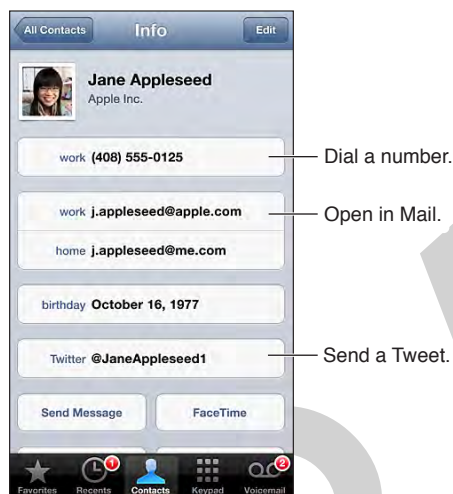 All Contacts Info Edit
Jane Appleseed
Apple Inc.
work (408) 555-0125
Dial a number.
work j.appleseed@apple.com
Open in Mail.
home j.appleseed@me.com
birthday October 16, 1977
Twitter @JaneAppleseed1
Send a Tweet.
Send Message FaceTime
1 2
Favorites Recents Contacts Keypad Voicemail